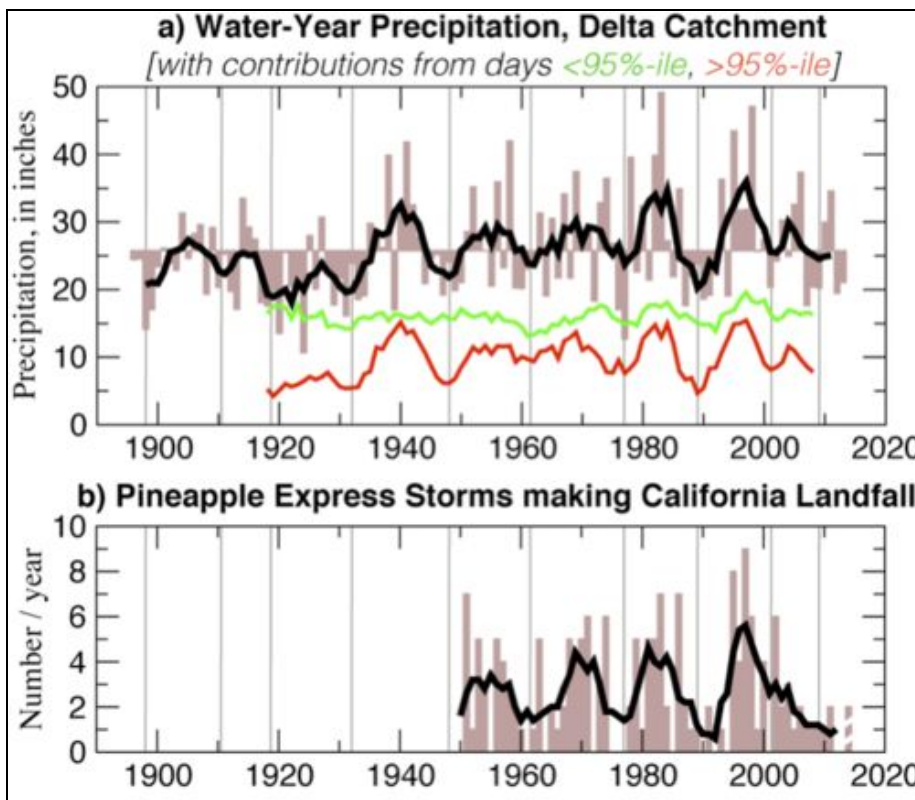 a) Water-Year Precipitation, Delta Catchment
[with contributions from days <95%-ile, >95%-ile]
Precipitation, in inches
50
40
30
20
10
0
1900 1920 1940 1960 1980 2000 2020
b) Pineapple Express Storms making California Landfall
Number / year
10
8
6
4
2
0
1900 1920 1940 1960 1980 2000 2020